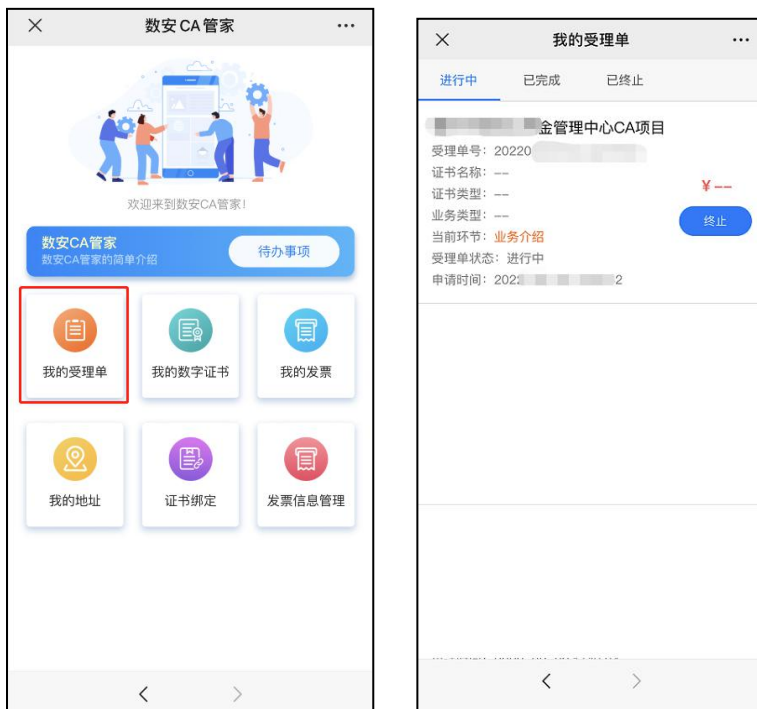 数安CA管家
欢迎来到数安CA管家!
数安CA管家
数安CA管家的简单介绍
待办事项
我的受理单
我的数字证书
我的发票
我的地址
证书绑定
发票信息管理
我的受理单
进行中
已完成
已终止
金管理中心CA项目
受理单号: 20220
证书名称: --
证书类型: --
¥ --
业务类型: --
终止
当前环节: 业务介绍
受理单状态: 进行中
申请时间: 202 2